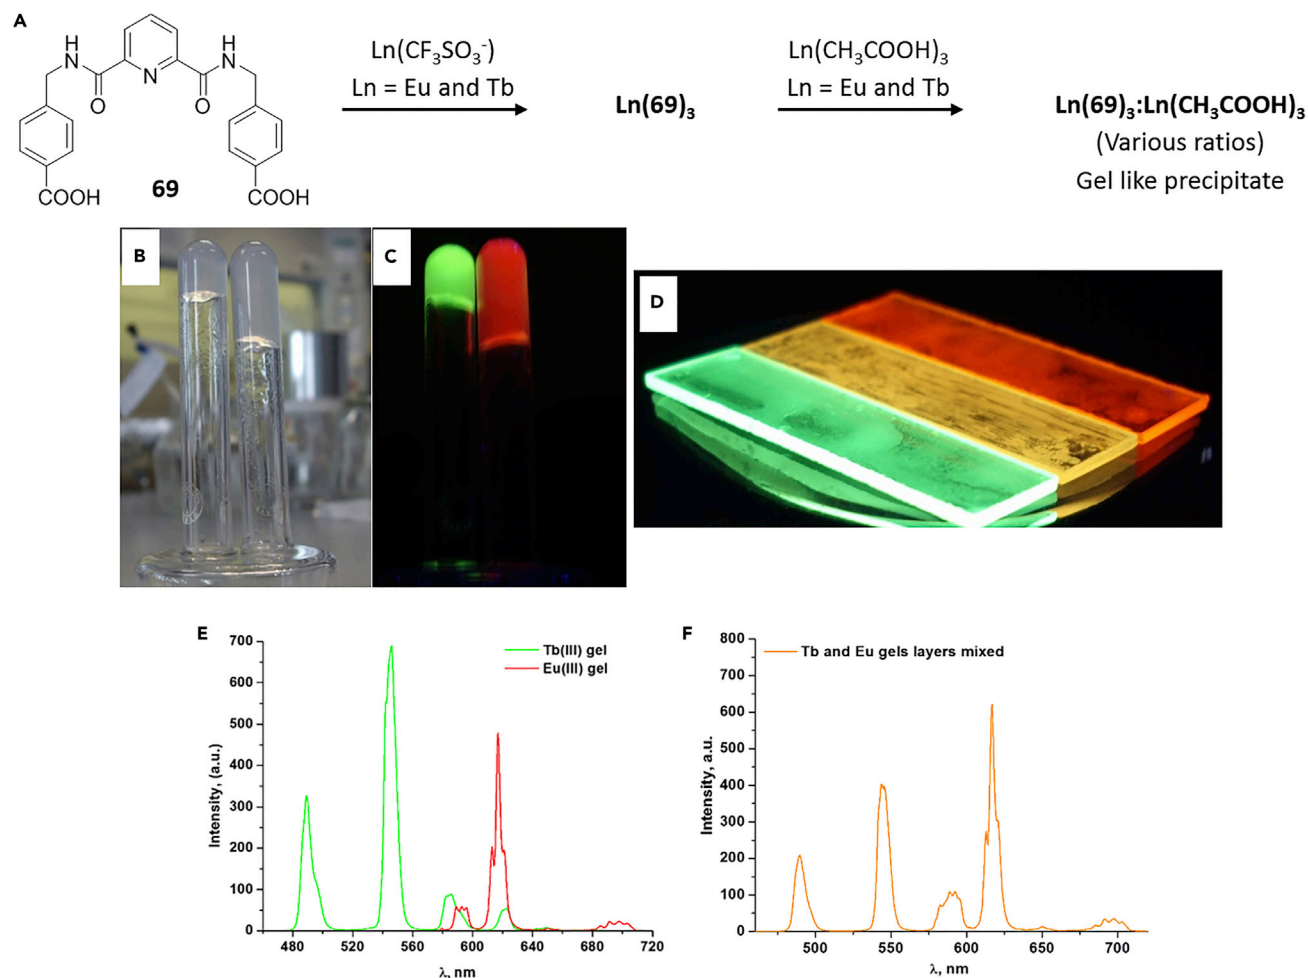 A
H
N
O
N
O
H
N
COOH
69
COOH
Ln(CF₃SO₃⁻)
Ln = Eu and Tb
Ln(69)₃
Ln(CH₃COOH)₃
Ln = Eu and Tb
Ln(69)₃:Ln(CH₃COOH)₃
(Various ratios)
Gel like precipitate
B
C
D
E
700
600
500
400
300
200
100
0
Intensity, (a.u.)
480 520 560 600 640 680 720
λ, nm
Tb(III) gel
Eu(III) gel
F
800
700
600
500
400
300
200
100
0
Intensity, a.u.
500 550 600 650 700
λ, nm
Tb and Eu gels layers mixed